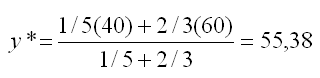 y*= 1/5(40)+2/3(60) / 1/5+2/3 = 55,38